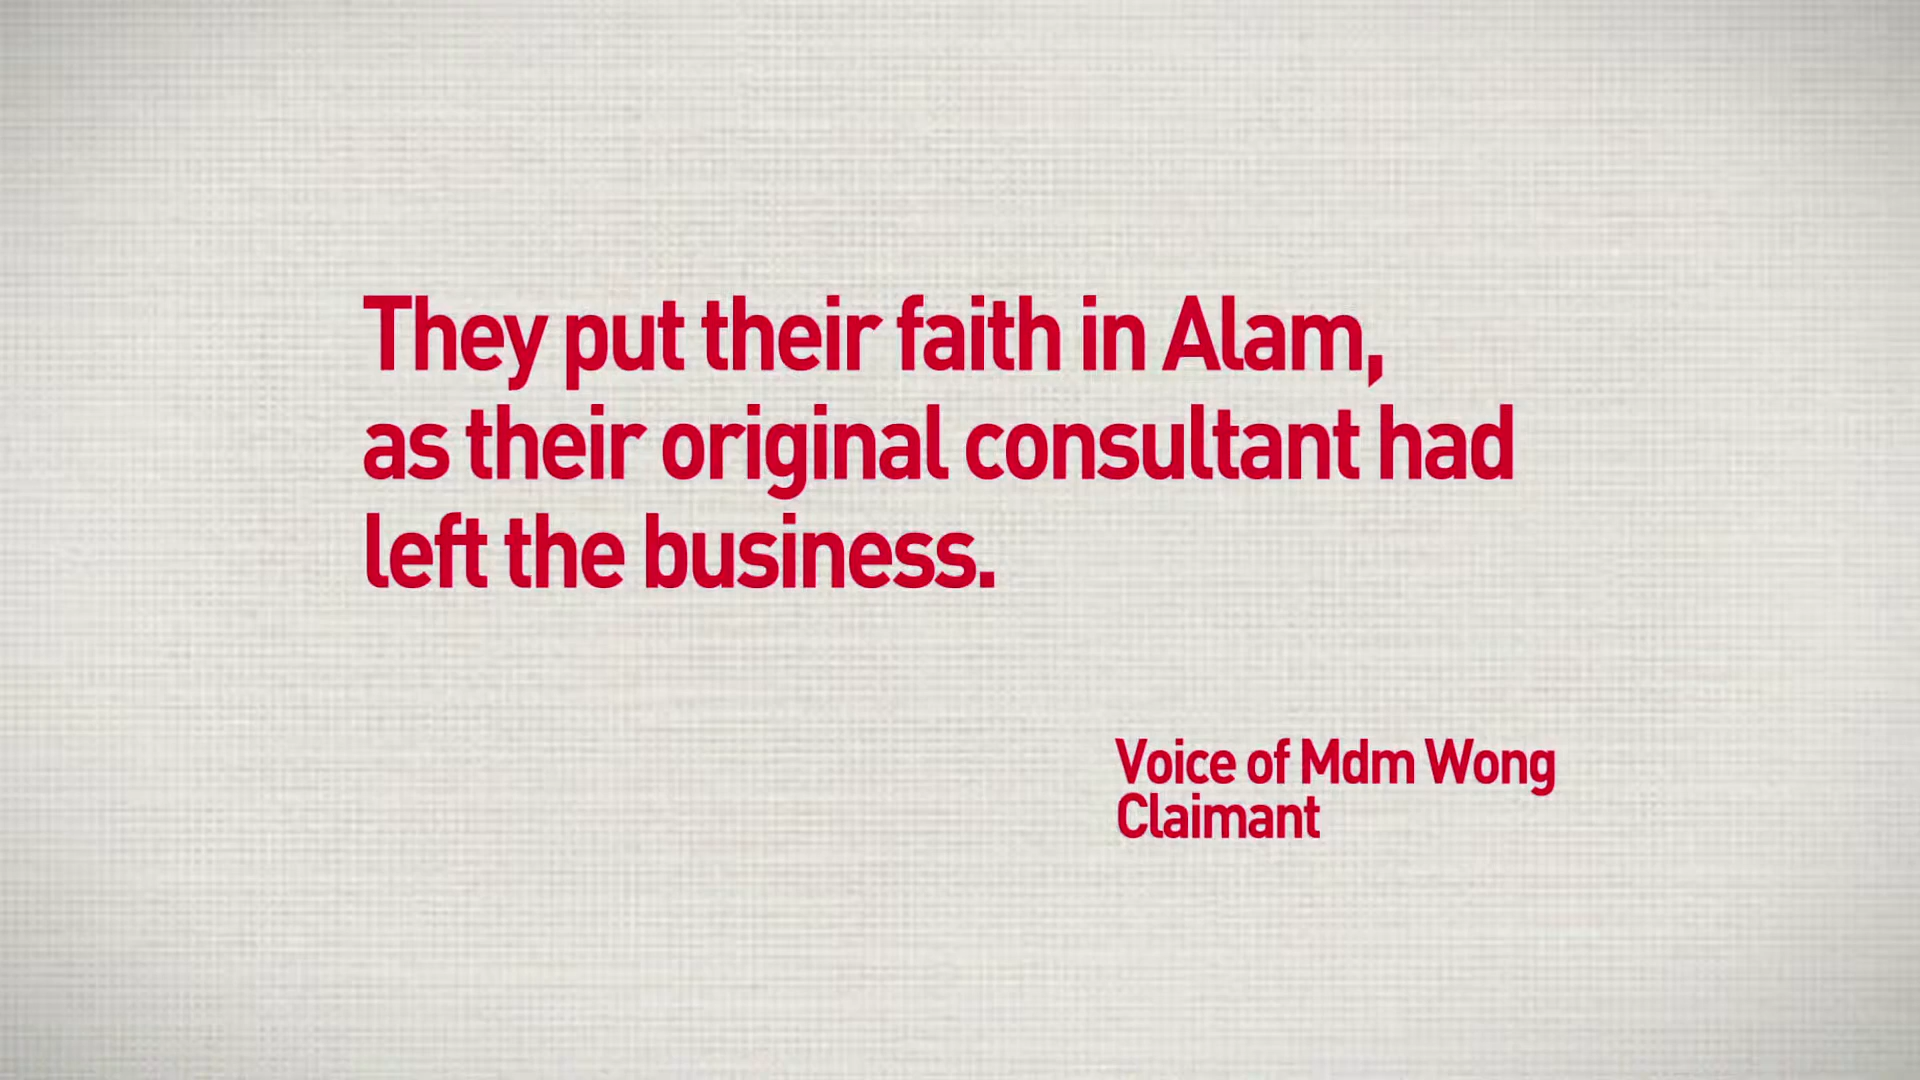 They put their faith in Alam,
as their original consultant had
left the business.
Voice of Mdm Wong
Claimant